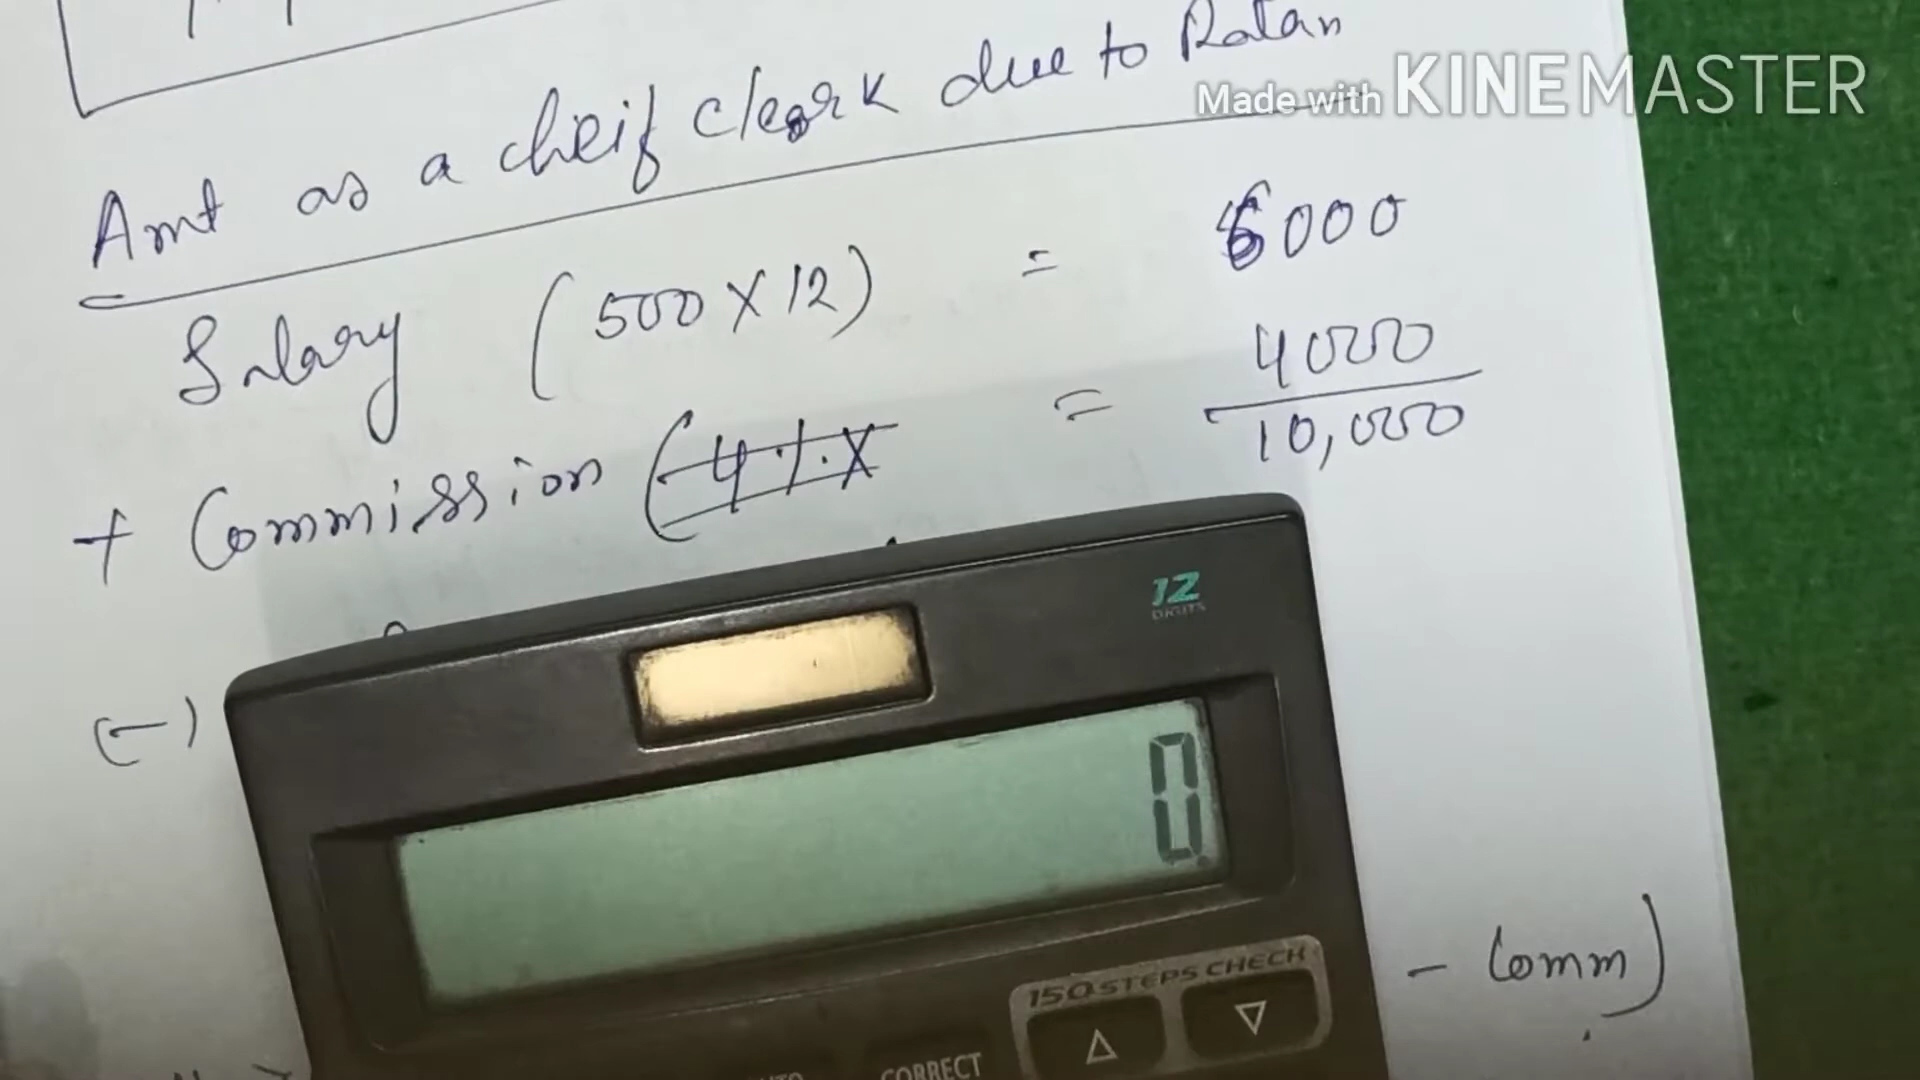 Amt as a cheif clerk due to Ratan
Made with KINEMASTER
Salary (500 X 12) = 6000
+ Commission (4% X = 4000
10,000
(-)
12
DIGITS
0.
150 STEPS CHECK
- Comm)
CORRECT